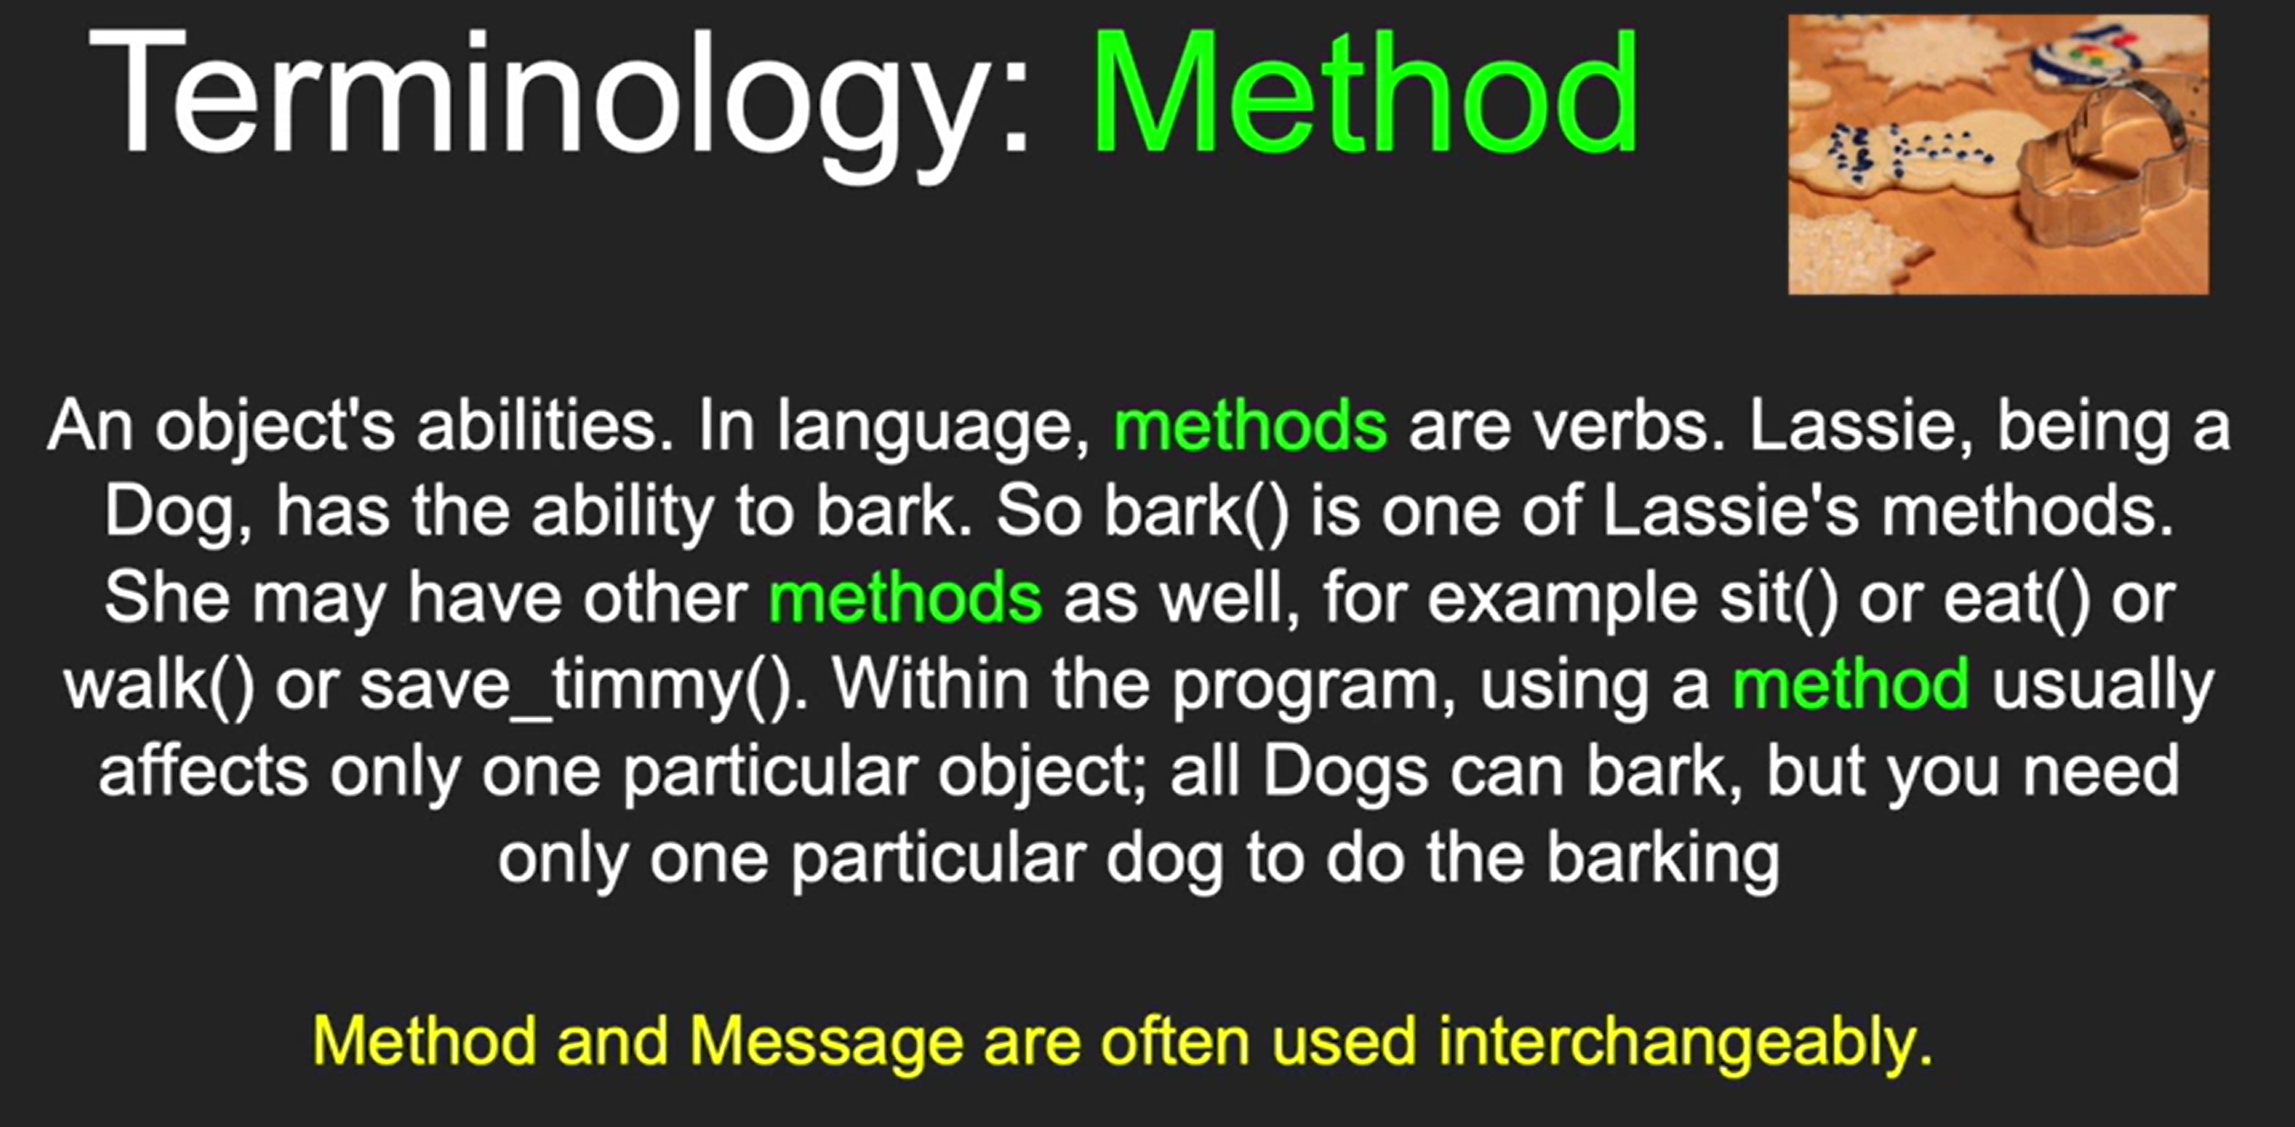 Terminology: Method
An object's abilities. In language, methods are verbs. Lassie, being a
Dog, has the ability to bark. So bark() is one of Lassie's methods.
She may have other methods as well, for example sit() or eat() or
walk() or save_timmy(). Within the program, using a method usually
affects only one particular object; all Dogs can bark, but you need
only one particular dog to do the barking
Method and Message are often used interchangeably.